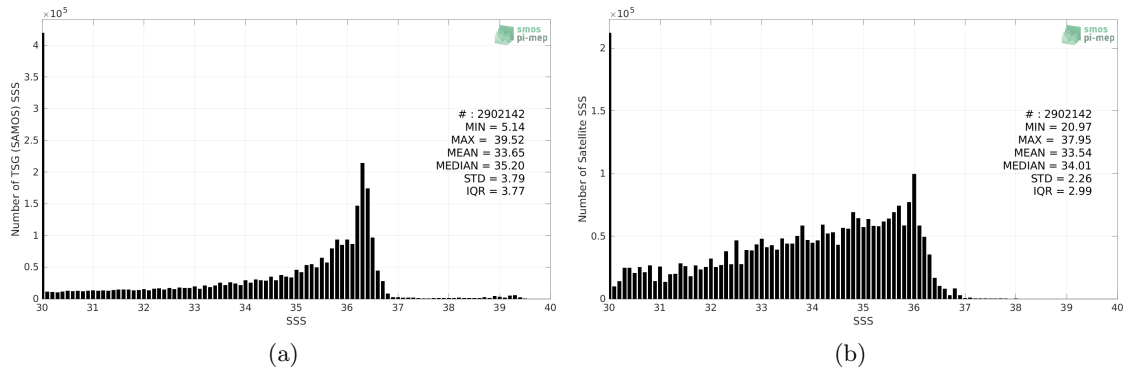 ×10⁵
4
3.5
3
2.5
2
1.5
1
0.5
0
Number of TSG (SAMOS) SSS
smos
pi-mep
# : 2902142
MIN = 5.14
MAX = 39.52
MEAN = 33.65
MEDIAN = 35.20
STD = 3.79
IQR = 3.77
30 31 32 33 34 35 36 37 38 39 40
SSS
(a)
×10⁵
2
1.5
1
0.5
0
Number of Satellite SSS
smos
pi-mep
# : 2902142
MIN = 20.97
MAX = 37.95
MEAN = 33.54
MEDIAN = 34.01
STD = 2.26
IQR = 2.99
30 31 32 33 34 35 36 37 38 39 40
SSS
(b)